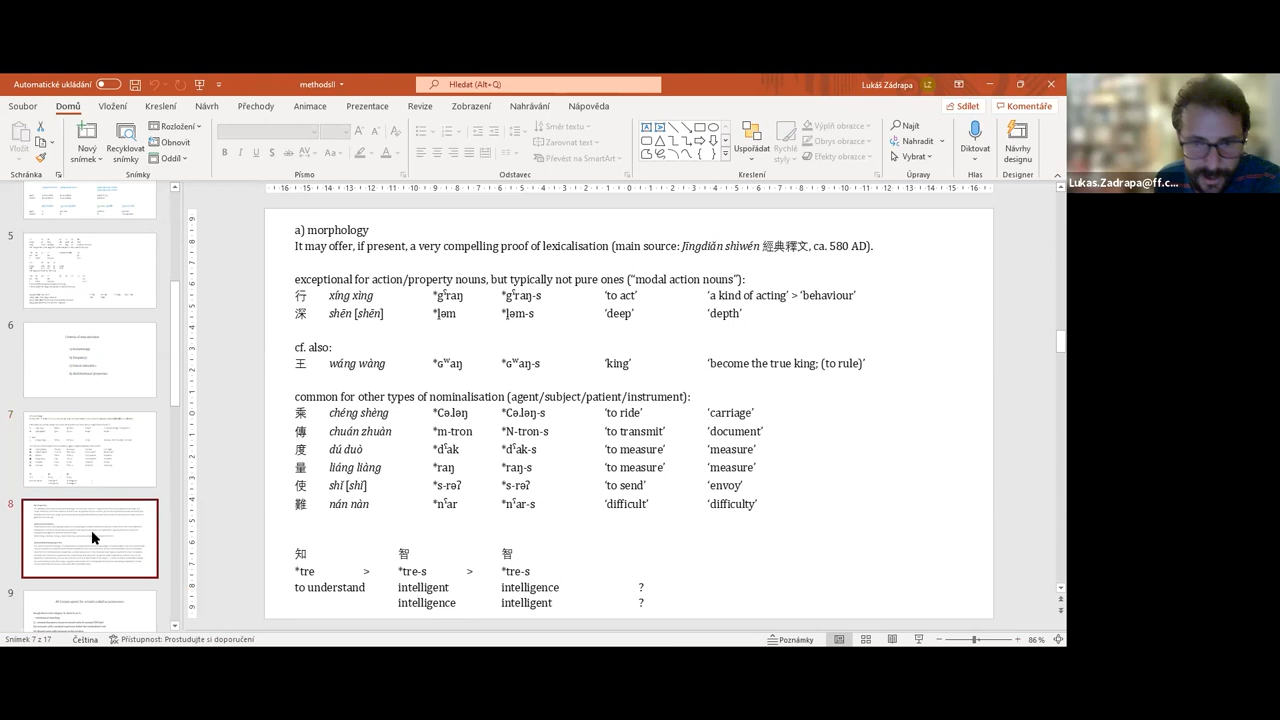 Automatické ukládání methodsII Hledat (Alt+Q) Lukáš Zádrapa LZ
Soubor Domů Vložení Kreslení Návrh Přechody Animace Prezentace Revize Zobrazení Nahrávání Nápověda Sdílet Komentáře
Vložit Nový snímek Recyklovat snímky Rozložení Obnovit Oddíl Směr textu Zarovnat text Převést na SmartArt Uspořádat Rychlé styly Výplň obrazce Obrys obrazce Efekty obrazce Najít Nahradit Vybrat Diktovat Návrhy designu
Schránka Snímky Písmo Odstavec Kreslení Úpravy Hlas Designer
Lukas.Zadrapa@ff.c...
a) morphology
It may offer, if present, a very compelling proof of lexicalisation (main source: Jīngdiǎn shìwén 經典釋文, ca. 580 AD).
exceptional for action/property nouns, but typically not pure ones ("modal action nouns"):
行 xíng xìng *gˤraŋ *gˤraŋ-s 'to act' 'a kind of acting' > 'behaviour'
深 shēn [shēn] *l̥əm *l̥əm-s 'deep' 'depth'
cf. also:
王 wáng wàng *ɢʷaŋ *ɢʷaŋ-s 'king' 'become the true king; (to rule)'
common for other types of nominalisation (agent/subject/patient/instrument):
乘 chéng shèng *Cə.ləŋ *Cə.ləŋ-s 'to ride' 'carriage'
傳 chuán zhuàn *m-tron *N-tron-s 'to transmit' 'document'
度 duó duò *dˤak *dˤak-s 'to measure' 'measure'
量 liáng liàng *raŋ *raŋ-s 'to measure' 'measure'
使 shǐ [shǐ] *s-rəʔ *s-rəʔ 'to send' 'envoy'
難 nán nàn *nˤar *nˤar-s 'difficult' 'difficulty'
知 智 智
*tre > *tre-s > *tre-s
to understand intelligent intelligence ?
intelligence intelligent ?
5
6
7
8
9
Snímek 7 z 17 Čeština Přístupnost: Prostudujte si doporučení Poznámky 86 %